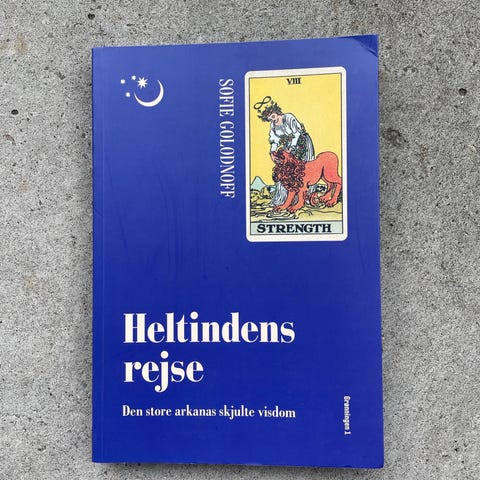 SOFIE GOLODNOFF
VIII
STRENGTH
Heltindens
rejse
Den store arkanas skjulte visdom
Grønningen 1